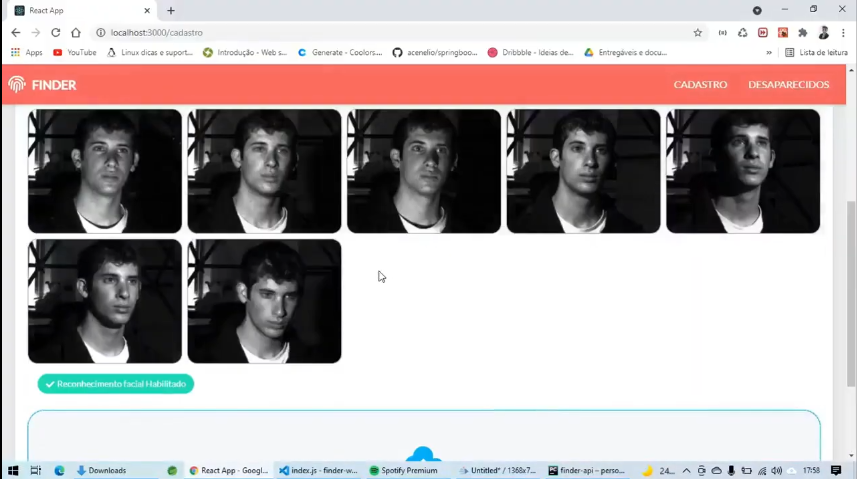 React App
localhost:3000/cadastro
Apps
YouTube
Linux dicas e suport...
Introdução - Web s...
Generate - Coolors....
acenelio/springboo...
Dribbble - Ideias de...
Entregáveis e docu...
Lista de leitura
FINDER
CADASTRO
DESAPARECIDOS
Reconhecimento facial Habilitado
Downloads
React App - Googl...
index.js - finder-w...
Spotify Premium
Untitled* / 1368x7...
finder-api – perso...
24...
17:58